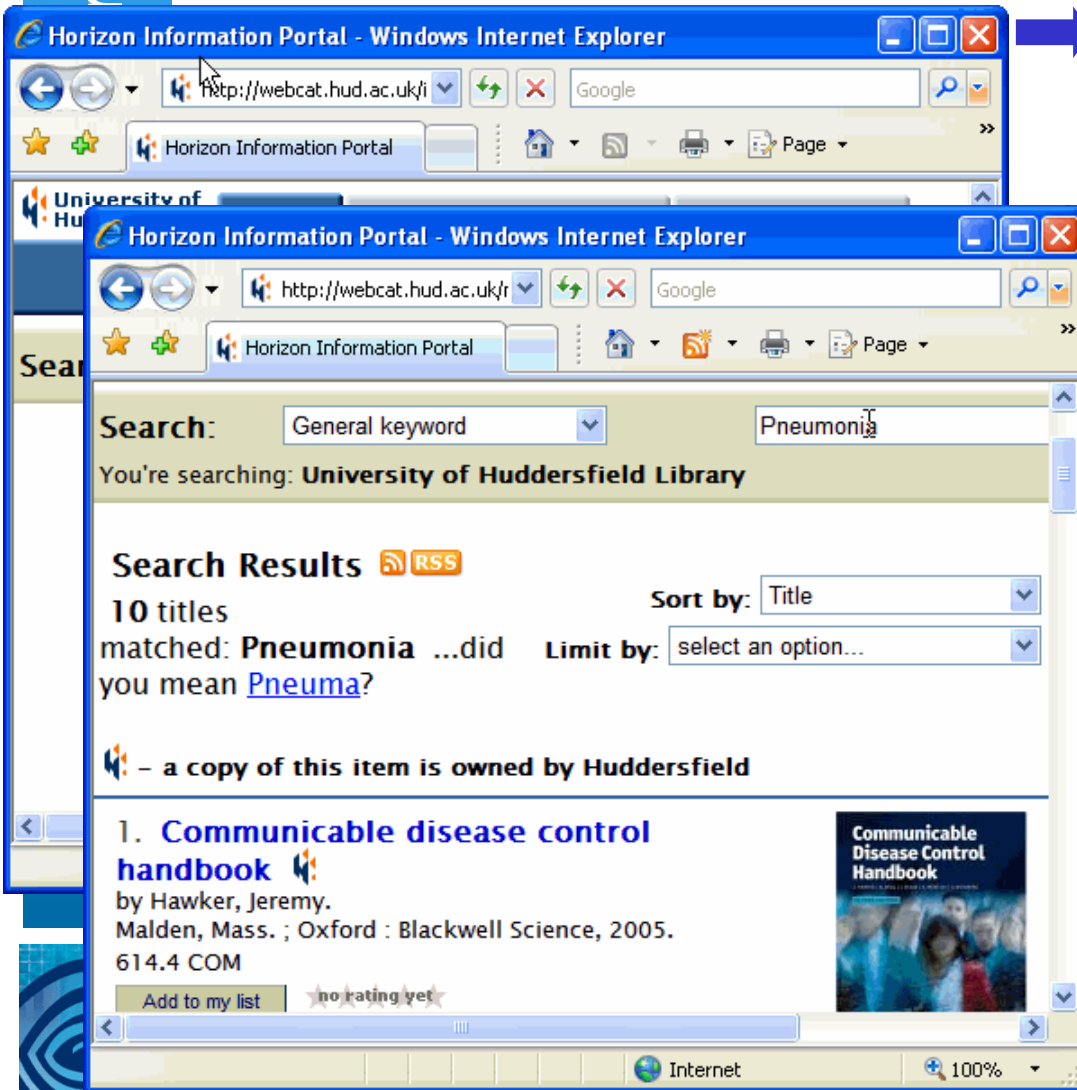 Horizon Information Portal - Windows Internet Explorer
http://webcat.hud.ac.uk/i
Google
Horizon Information Portal
Page
»
University of
Hu
Sear
Horizon Information Portal - Windows Internet Explorer
http://webcat.hud.ac.uk/r
Google
Horizon Information Portal
Page
»
Search: General keyword Pneumonia
You're searching: University of Huddersfield Library
Search Results RSS
10 titles
matched: Pneumonia ...did
you mean Pneuma?
Sort by: Title
Limit by: select an option...
– a copy of this item is owned by Huddersfield
1. Communicable disease control
handbook
by Hawker, Jeremy.
Malden, Mass. ; Oxford : Blackwell Science, 2005.
614.4 COM
Add to my list
no rating yet
Communicable
Disease Control
Handbook
Internet
100%